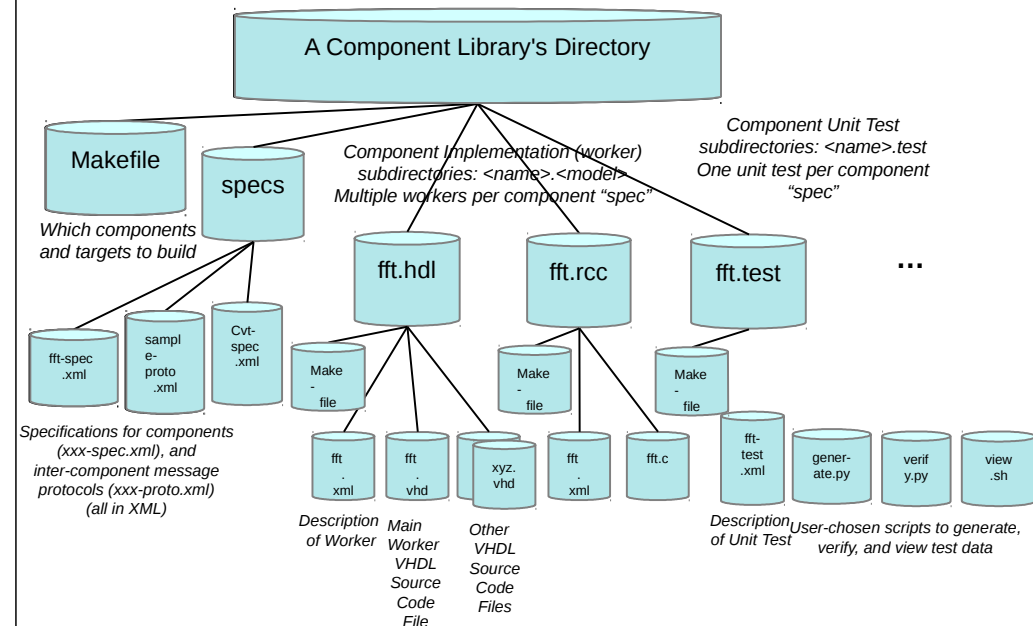 A Component Library's Directory
Makefile
Which components
and targets to build
specs
Component Implementation (worker)
subdirectories: <name>.<model>
Multiple workers per component “spec”
Component Unit Test
subdirectories: <name>.test
One unit test per component
“spec”
fft.hdl
fft.rcc
fft.test
...
fft-spec
.xml
sampl
e-
proto
.xml
Cvt-
spec
.xml
Specifications for components
(xxx-spec.xml), and
inter-component message
protocols (xxx-proto.xml)
(all in XML)
Make
-
file
fft
.
xml
fft
.
vhd
xyz.
vhd
Description
of Worker
Main
Worker
VHDL
Source
Code
File
Other
VHDL
Source
Code
Files
Make
-
file
fft
.
xml
fft.c
Make
-
file
fft-
test
.xml
gener-
ate.py
verif
y.py
view
.sh
Description
of Unit Test
User-chosen scripts to generate,
verify, and view test data